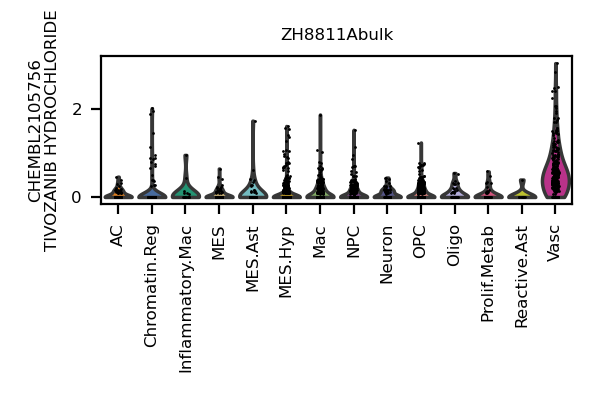 ZH8811Abulk
CHEMBL2105756
TIVOZANIB HYDROCHLORIDE
2
0
AC
Chromatin.Reg
Inflammatory.Mac
MES
MES.Ast
MES.Hyp
Mac
NPC
Neuron
OPC
Oligo
Prolif.Metab
Reactive.Ast
Vasc